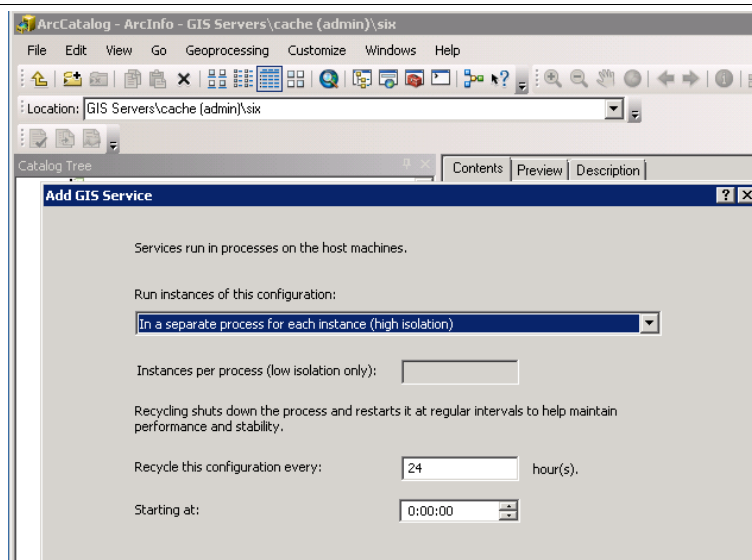 ArcCatalog - ArcInfo - GIS Servers\cache (admin)\six
File Edit View Go Geoprocessing Customize Windows Help
Location: GIS Servers\cache (admin)\six
Catalog Tree
Contents Preview Description
Add GIS Service
Services run in processes on the host machines.
Run instances of this configuration:
In a separate process for each instance (high isolation)
Instances per process (low isolation only):
Recycling shuts down the process and restarts it at regular intervals to help maintain
performance and stability.
Recycle this configuration every: 24 hour(s).
Starting at: 0:00:00